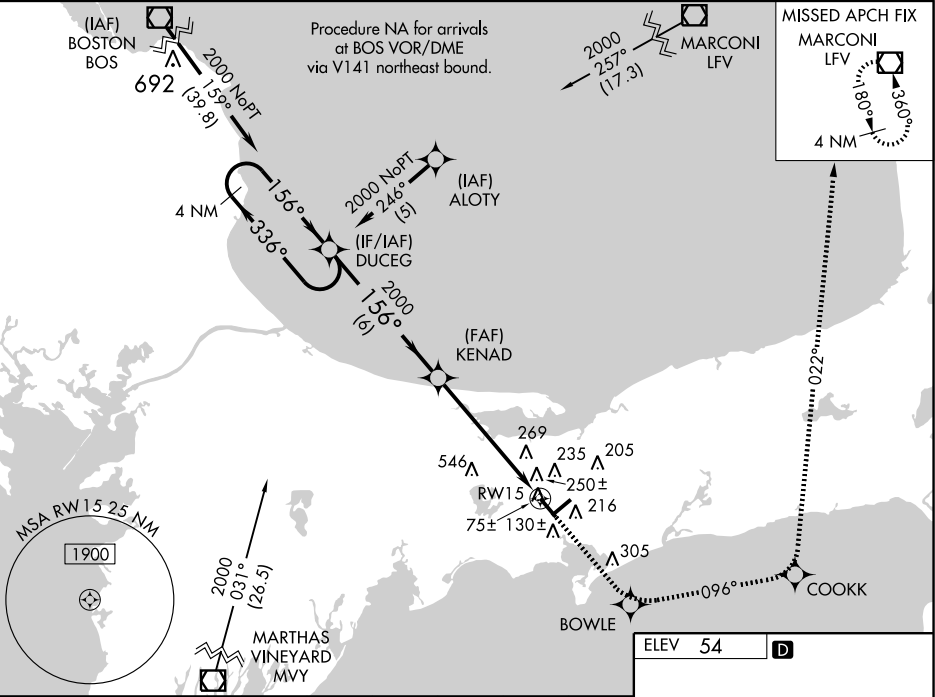 (IAF)
BOSTON
BOS
692
2000 NoPT
159°
(39.8)
Procedure NA for arrivals
at BOS VOR/DME
via V141 northeast bound.
2000
257°
(17.3)
MARCONI
LFV
MISSED APCH FIX
MARCONI
LFV
180°
360°
4 NM
4 NM
156°
336°
2000 NoPT
246°
(5)
(IAF)
ALOTY
(IF/IAF)
DUCEG
2000
156°
(6)
(FAF)
KENAD
022°
269
546
235
205
250±
RW15
216
75±
130±
305
096°
COOKK
BOWLE
MSA RW15 25 NM
1900
2000
031°
(26.5)
MARTHAS
VINEYARD
MVY
ELEV 54
D